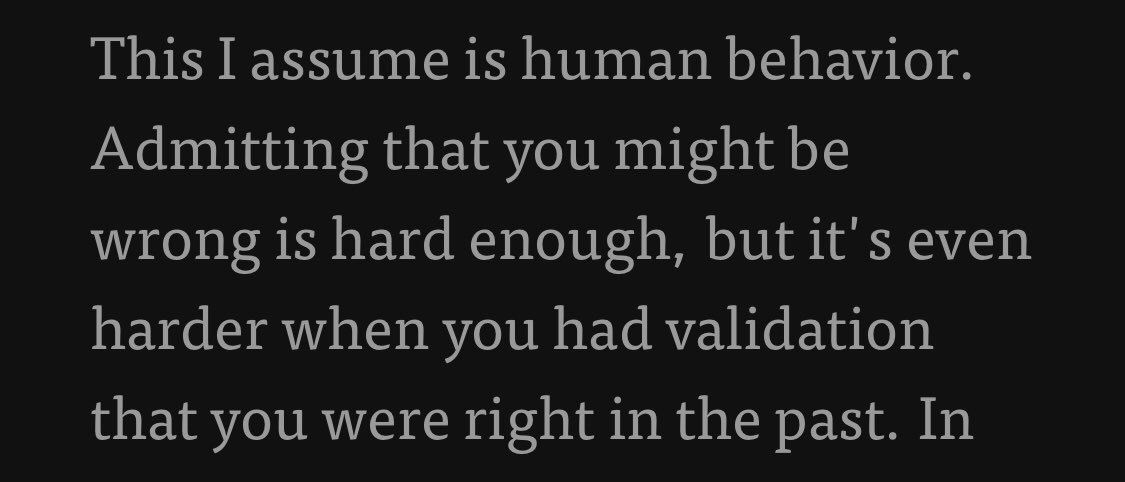 This I assume is human behavior.
Admitting that you might be
wrong is hard enough, but it's even
harder when you had validation
that you were right in the past. In